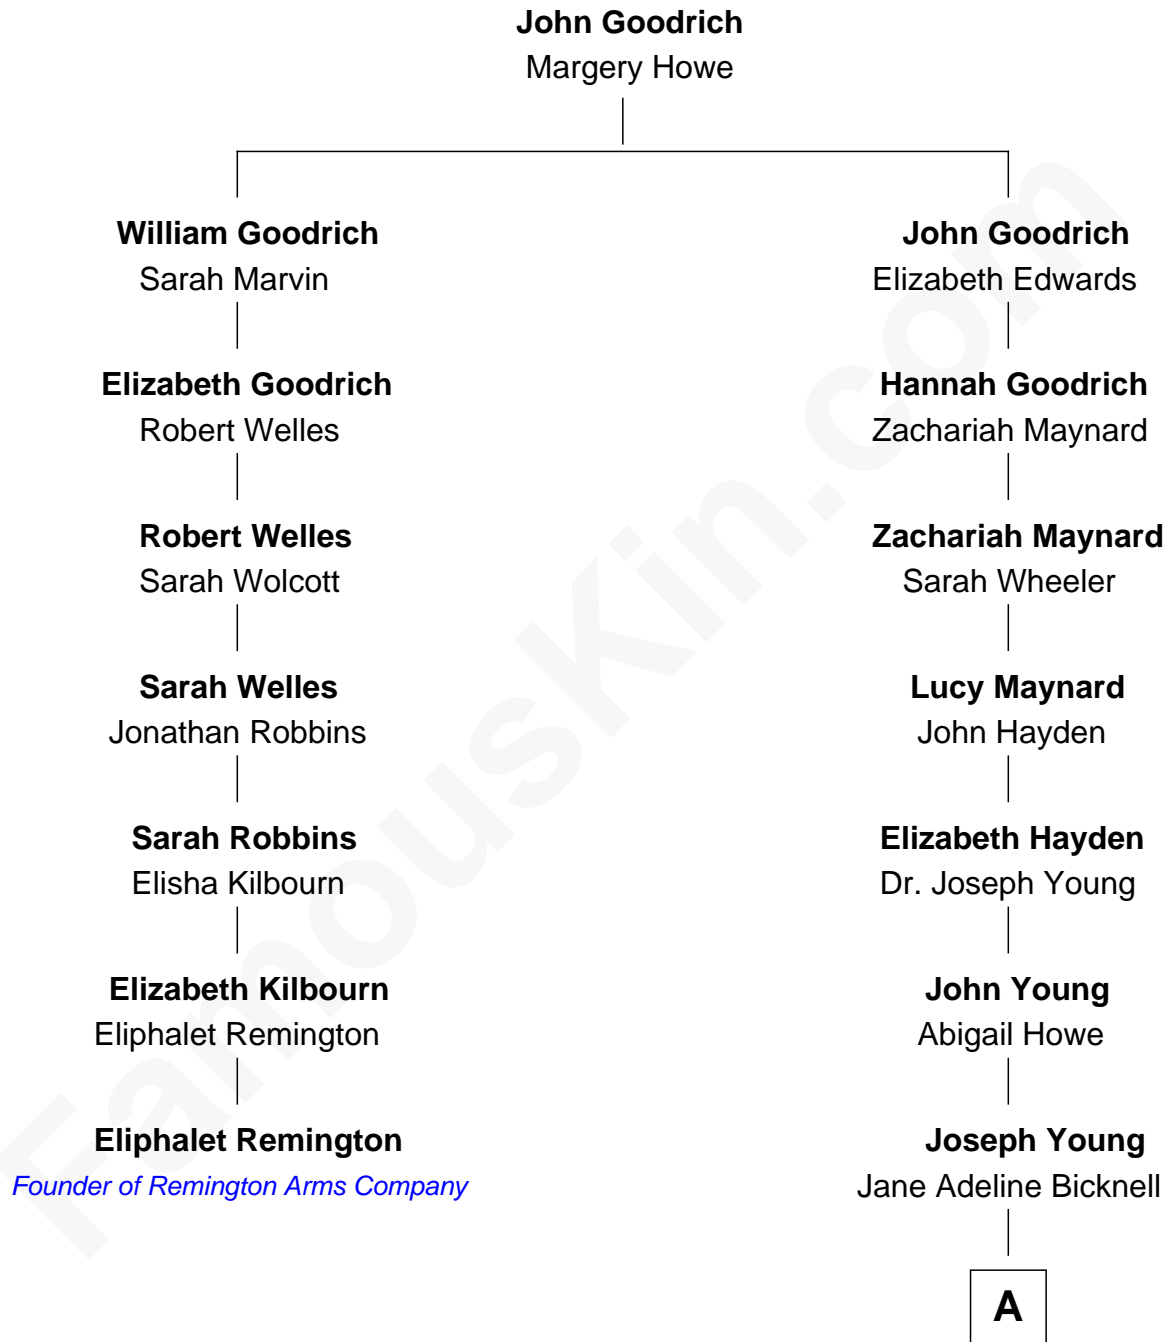 John Goodrich
Margery Howe
William Goodrich
Sarah Marvin
John Goodrich
Elizabeth Edwards
Elizabeth Goodrich
Robert Welles
Hannah Goodrich
Zachariah Maynard
Robert Welles
Sarah Wolcott
Zachariah Maynard
Sarah Wheeler
Sarah Welles
Jonathan Robbins
Lucy Maynard
John Hayden
Sarah Robbins
Elisha Kilbourn
Elizabeth Hayden
Dr. Joseph Young
Elizabeth Kilbourn
Eliphalet Remington
John Young
Abigail Howe
Eliphalet Remington
Founder of Remington Arms Company
Joseph Young
Jane Adeline Bicknell
A
FamousKin.com